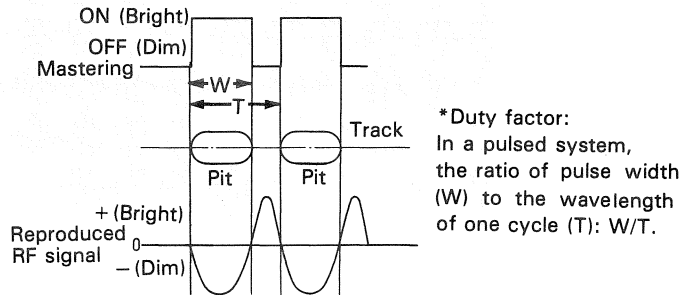 ON (Bright)
OFF (Dim)
Mastering
W
T
Track
Pit
Pit
+ (Bright)
Reproduced 0
RF signal
− (Dim)
*Duty factor:
In a pulsed system,
the ratio of pulse width
(W) to the wavelength
of one cycle (T): W/T.